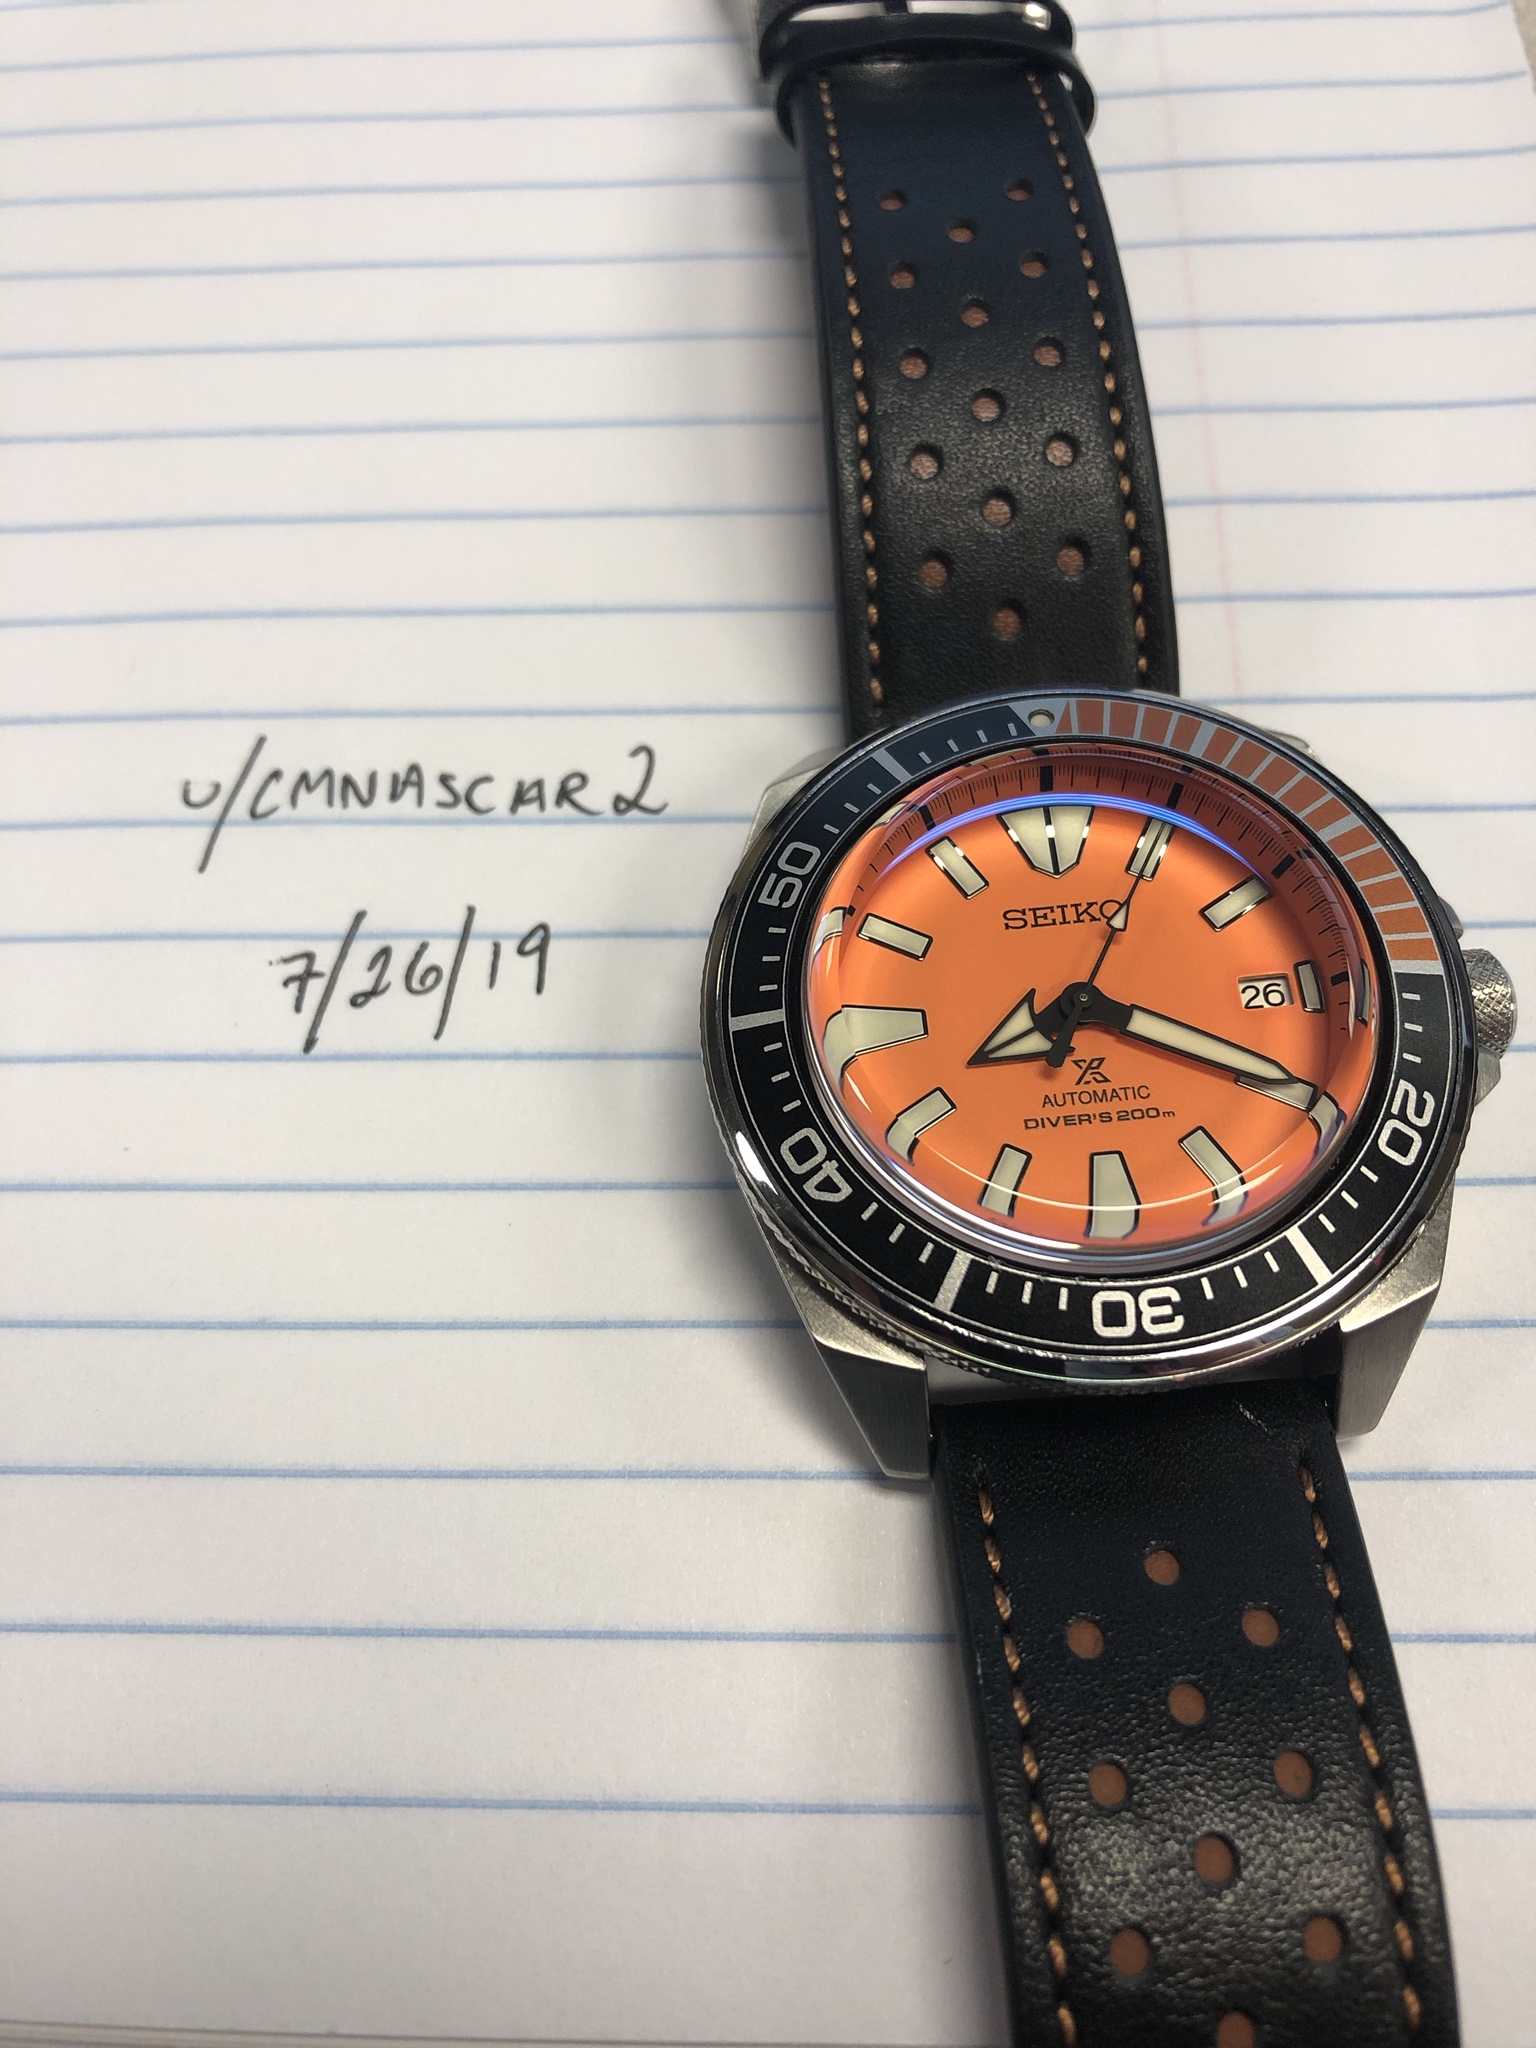 u/CMNASCAR2
7/26/19
50
SEIKO
26
AUTOMATIC
DIVER'S 200m
20
40
30